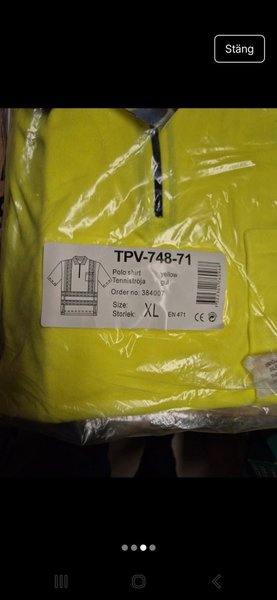 Stäng
TPV-748-71
Polo shirt yellow
Tenniströja gul
Order no: 384007
Size:
Storlek: XL EN 471 CE